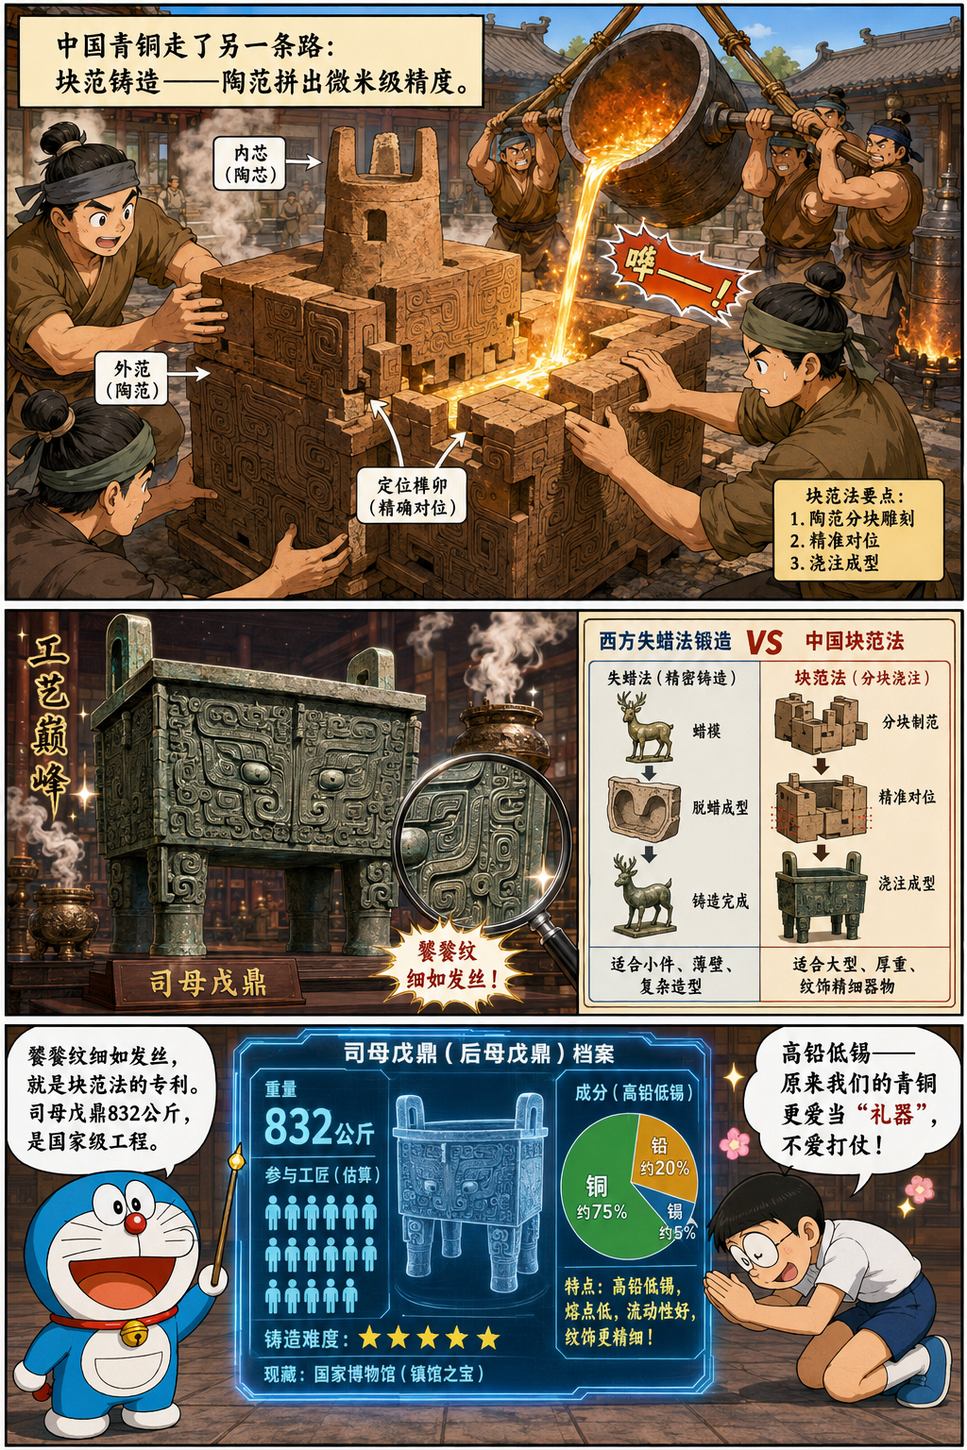 中国青铜走了另一条路：
块范铸造——陶范拼出微米级精度。
内芯
（陶芯）
哗——！
外范
（陶范）
定位榫卯
（精确对位）
块范法要点：
1. 陶范分块雕刻
2. 精准对位
3. 浇注成型
工艺巅峰
司母戊鼎
饕餮纹
细如发丝！
西方失蜡法锻造 VS 中国块范法
失蜡法（精密铸造）
蜡模
脱蜡成型
铸造完成
适合小件、薄壁、
复杂造型
块范法（分块浇注）
分块制范
精准对位
浇注成型
适合大型、厚重、
纹饰精细器物
饕餮纹细如发丝，
就是块范法的专利。
司母戊鼎832公斤，
是国家级工程。
司母戊鼎（后母戊鼎）档案
重量
832公斤
参与工匠（估算）
成分（高铅低锡）
铅
约20%
铜
约75%
锡
约5%
特点：高铅低锡，
熔点低，流动性好，
纹饰更精细！
铸造难度：★★★★★
现藏：国家博物馆（镇馆之宝）
高铅低锡——
原来我们的青铜
更爱当“礼器”，
不爱打仗！